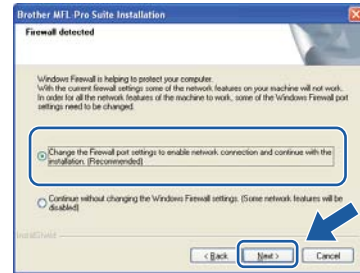 Brother MFL-Pro Suite Installation
Firewall detected
Windows Firewall is helping to protect your computer.
With the current firewall settings some of the network features on your machine will not work.
In order for all the network features of the machine to work, some of the Windows Firewall port
settings need to be changed.
Change the Firewall port settings to enable network connection and continue with the
installation. (Recommended)
Continue without changing the Windows Firewall settings. (Some network features will be
disabled)
InstallShield
< Back
Next >
Cancel